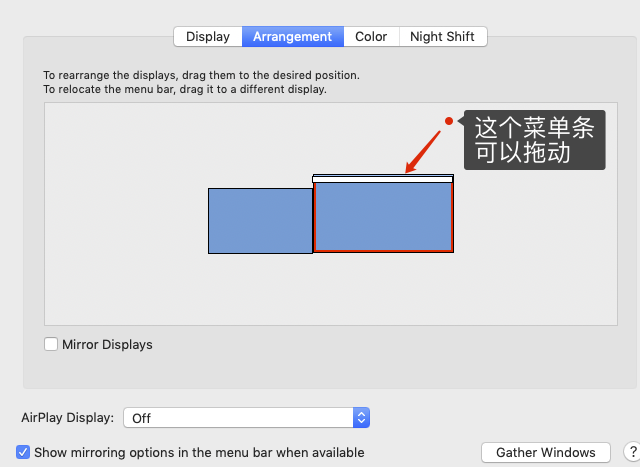 Display Arrangement Color Night Shift
To rearrange the displays, drag them to the desired position.
To relocate the menu bar, drag it to a different display.
这个菜单条
可以拖动
Mirror Displays
AirPlay Display: Off
Show mirroring options in the menu bar when available
Gather Windows ?